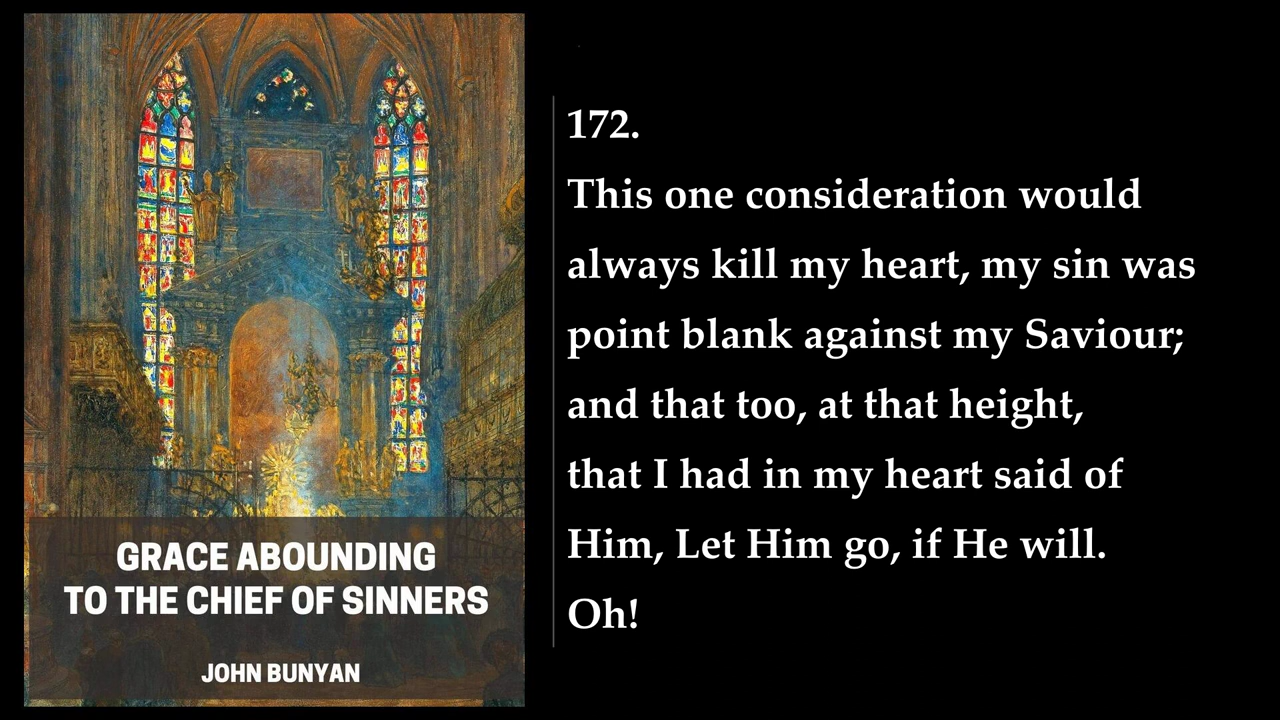 GRACE ABOUNDING
TO THE CHIEF OF SINNERS
JOHN BUNYAN
172.
This one consideration would
always kill my heart, my sin was
point blank against my Saviour;
and that too, at that height,
that I had in my heart said of
Him, Let Him go, if He will.
Oh!